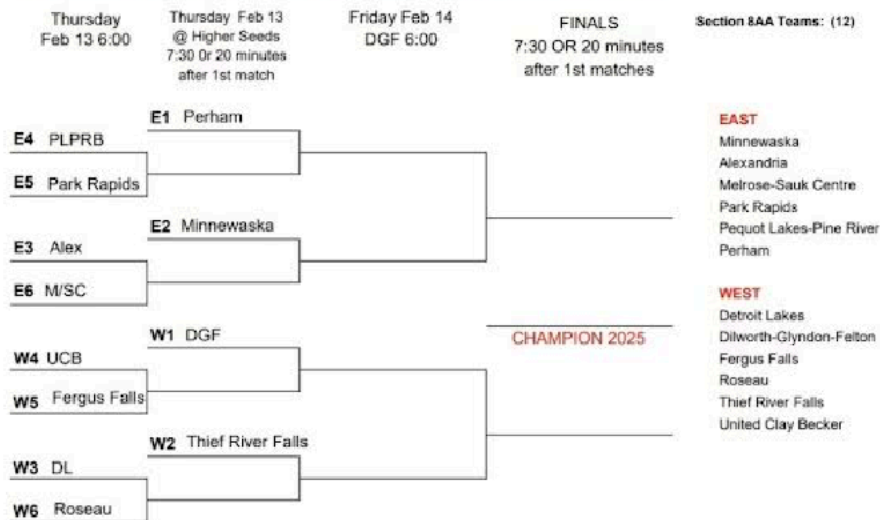 Thursday
Feb 13 6:00
Thursday Feb 13
@ Higher Seeds
7:30 0r 20 minutes
after 1st match
Friday Feb 14
DGF 6:00
FINALS
7:30 OR 20 minutes
after 1st matches
Section 8AA Teams: (12)
E1 Perham
E4 PLPRB
E5 Park Rapids
E2 Minnewaska
E3 Alex
E6 M/SC
W1 DGF
W4 UCB
W5 Fergus Falls
W2 Thief River Falls
W3 DL
W6 Roseau
CHAMPION 2025
EAST
Minnewaska
Alexandria
Melrose-Sauk Centre
Park Rapids
Pequot Lakes-Pine River
Perham
WEST
Detroit Lakes
Dilworth-Glyndon-Felton
Fergus Falls
Roseau
Thief River Falls
United Clay Becker